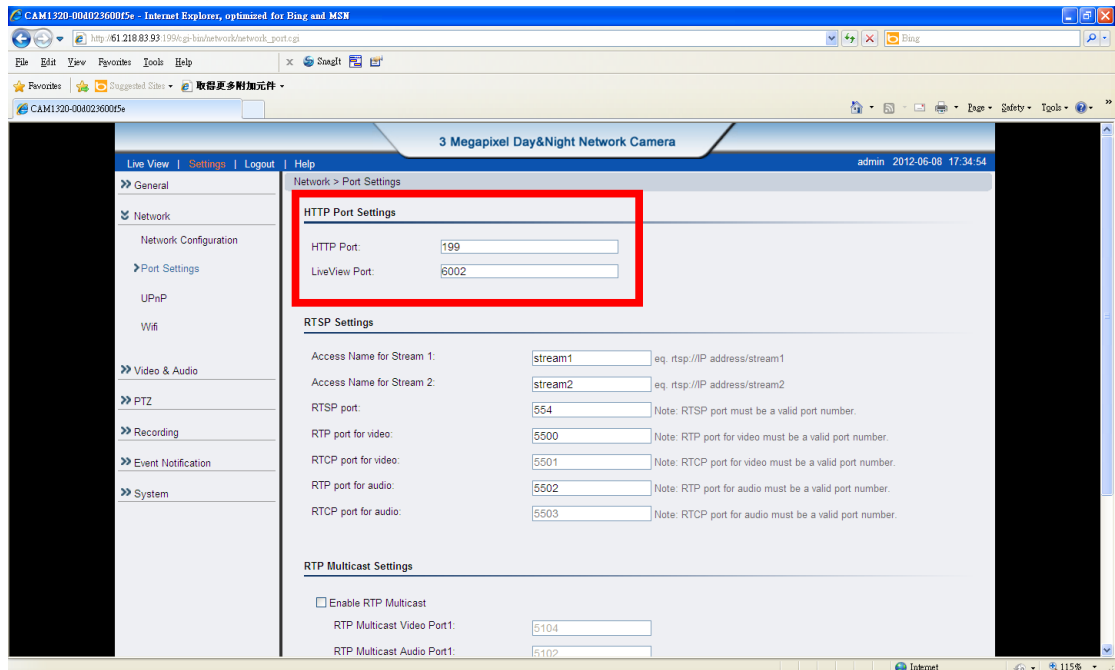 CAM1320-00d023600f5e - Internet Explorer, optimized for Bing and MSN
http://61.218.83.93:199/cgi-bin/network/network_port.cgi
Bing
File Edit View Favorites Tools Help
SnagIt
Favorites Suggested Sites 取得更多附加元件
CAM1320-00d023600f5e
Page Safety Tools
3 Megapixel Day&Night Network Camera
Live View | Settings | Logout | Help
admin 2012-06-08 17:34:54
General
Network
Network Configuration
Port Settings
UPnP
Wifi
Video & Audio
PTZ
Recording
Event Notification
System
Network > Port Settings
HTTP Port Settings
HTTP Port: 199
LiveView Port: 6002
RTSP Settings
Access Name for Stream 1: stream1 eq. rtsp://IP address/stream1
Access Name for Stream 2: stream2 eq. rtsp://IP address/stream2
RTSP port: 554 Note: RTSP port must be a valid port number.
RTP port for video: 5500 Note: RTP port for video must be a valid port number.
RTCP port for video: 5501 Note: RTCP port for video must be a valid port number.
RTP port for audio: 5502 Note: RTP port for audio must be a valid port number.
RTCP port for audio: 5503 Note: RTCP port for audio must be a valid port number.
RTP Multicast Settings
Enable RTP Multicast
RTP Multicast Video Port1: 5104
RTP Multicast Audio Port1: 5102
Internet
115%